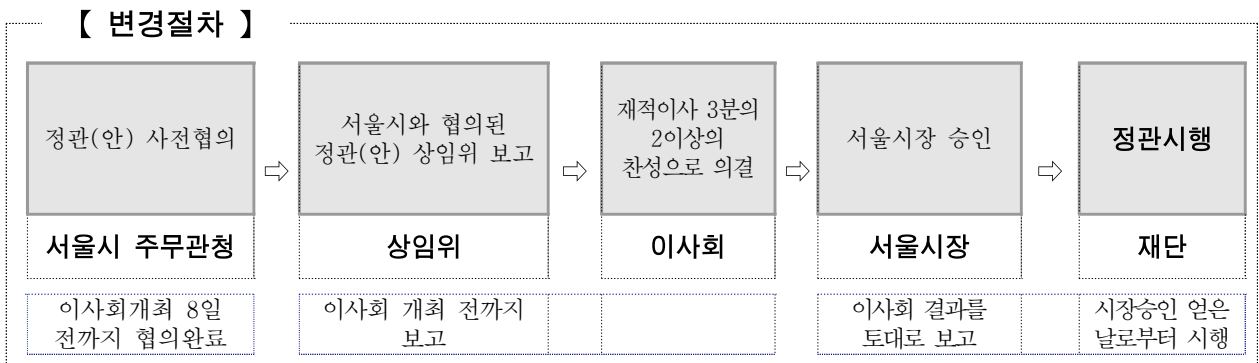 【 변경절차 】
정관(안) 사전협의
서울시와 협의된
정관(안) 상임위 보고
재적이사 3분의
2이상의
찬성으로 의결
서울시장 승인
정관시행
⇨ ⇨ ⇨ ⇨
서울시 주무관청
상임위
이사회
서울시장
재단
이사회개최 8일
전까지 협의완료
이사회 개최 전까지
보고
이사회 결과를
토대로 보고
시장승인 얻은
날로부터 시행